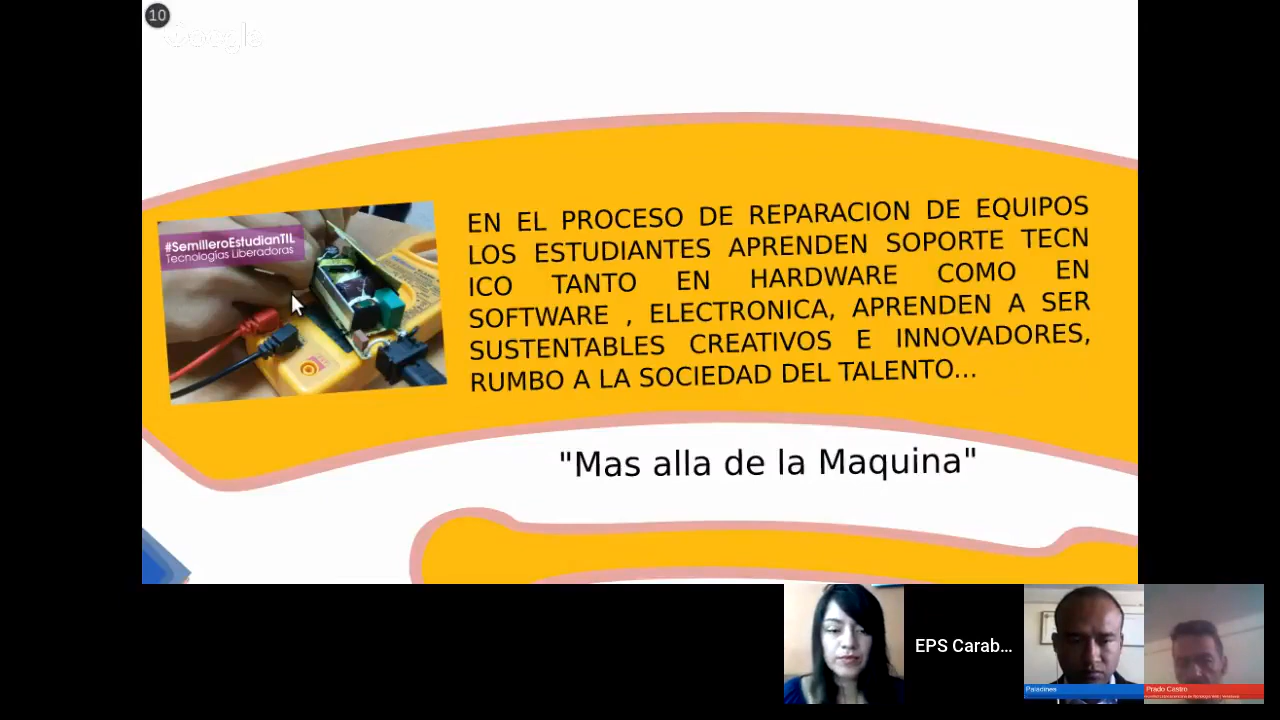 10
Google
#SemilleroEstudianTIL
Tecnologías Liberadoras
EN EL PROCESO DE REPARACION DE EQUIPOS
LOS ESTUDIANTES APRENDEN SOPORTE TECN
ICO TANTO EN HARDWARE COMO EN
SOFTWARE , ELECTRONICA, APRENDEN A SER
SUSTENTABLES CREATIVOS E INNOVADORES,
RUMBO A LA SOCIEDAD DEL TALENTO...
"Mas alla de la Maquina"
EPS Carab...
Paladines
Prado Castro